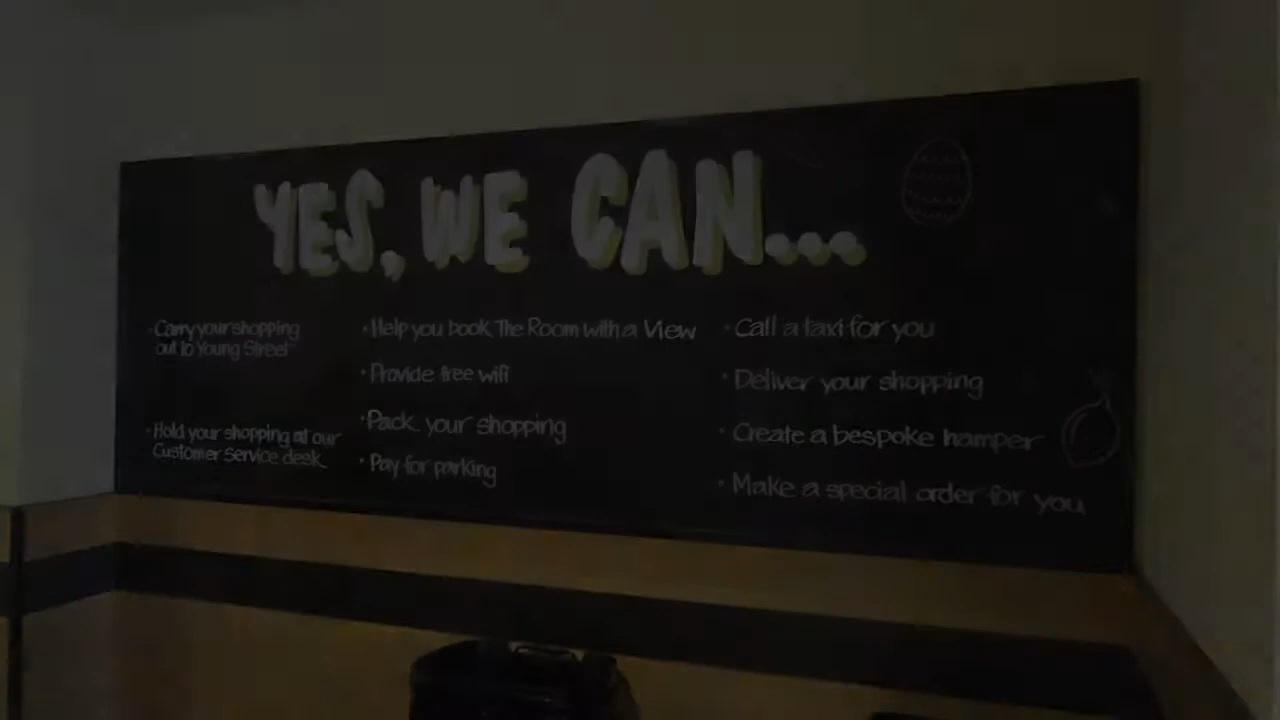 YES, WE CAN...
· Carry your shopping
out to Young Street
· Hold your shopping at our
Customer Service desk
· Help you book The Room with a View
· Provide free wifi
· Pack your shopping
· Pay for parking
· Call a taxi for you
· Deliver your shopping
· Create a bespoke hamper
· Make a special order for you